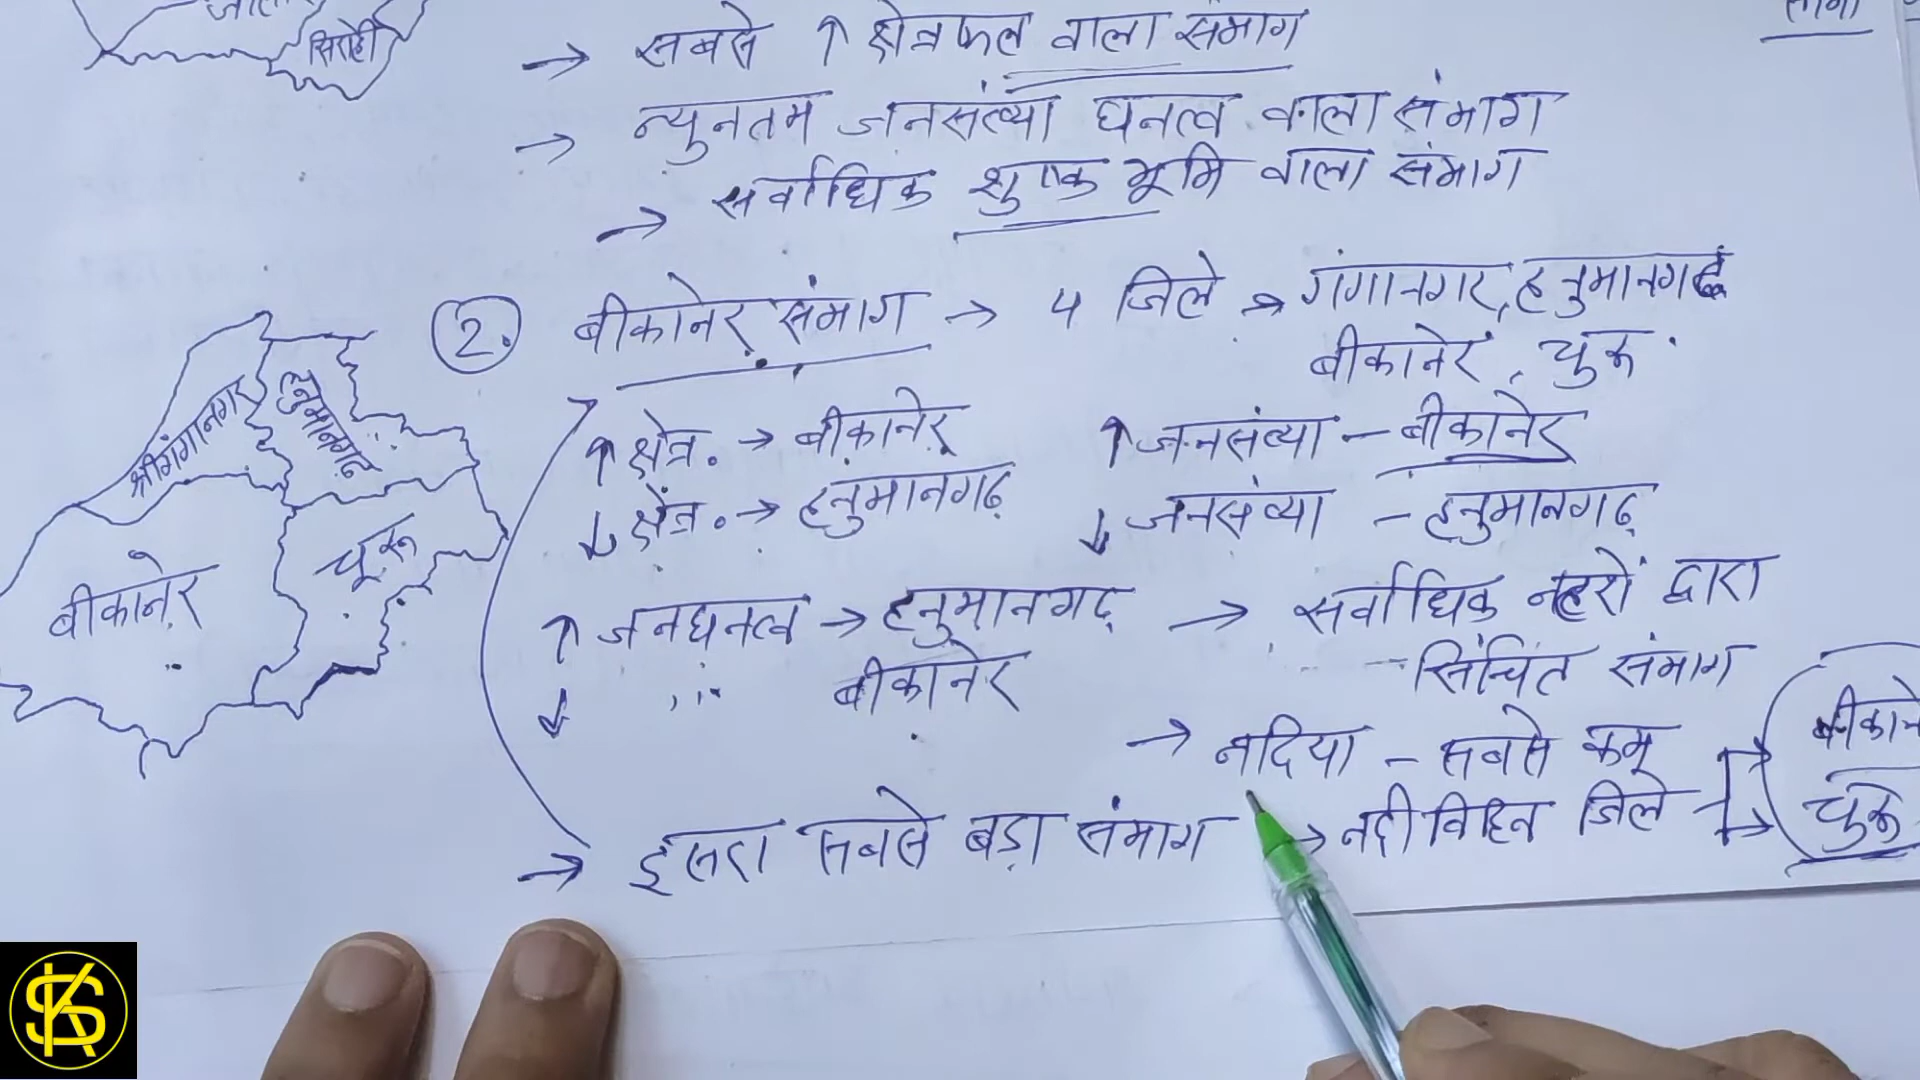 सिरोही
→ सबसे ↑ क्षेत्रफल वाला संभाग
→ न्युनतम जनसंख्या घनत्व वाला संभाग
→ सर्वाधिक शुष्क भूमि वाला संभाग
2. बीकानेर संभाग → 4 जिले → गंगानगर, हनुमानगढ़
बीकानेर, चुरू
↑ क्षेत्र. → बीकानेर ↑ जनसंख्या - बीकानेर
↓ क्षेत्र. → हनुमानगढ़ ↓ जनसंख्या - हनुमानगढ़
↑ जनघनत्व → हनुमानगढ़ → सर्वाधिक नहरों द्वारा
↓ ,, बीकानेर सिंचित संभाग
→ नदिया - सबसे कम
→ दुसरा सबसे बड़ा संभाग → नदी विहिन जिले → चुरू
श्रीगंगानगर
हनुमानगढ़
बीकानेर
चूरू